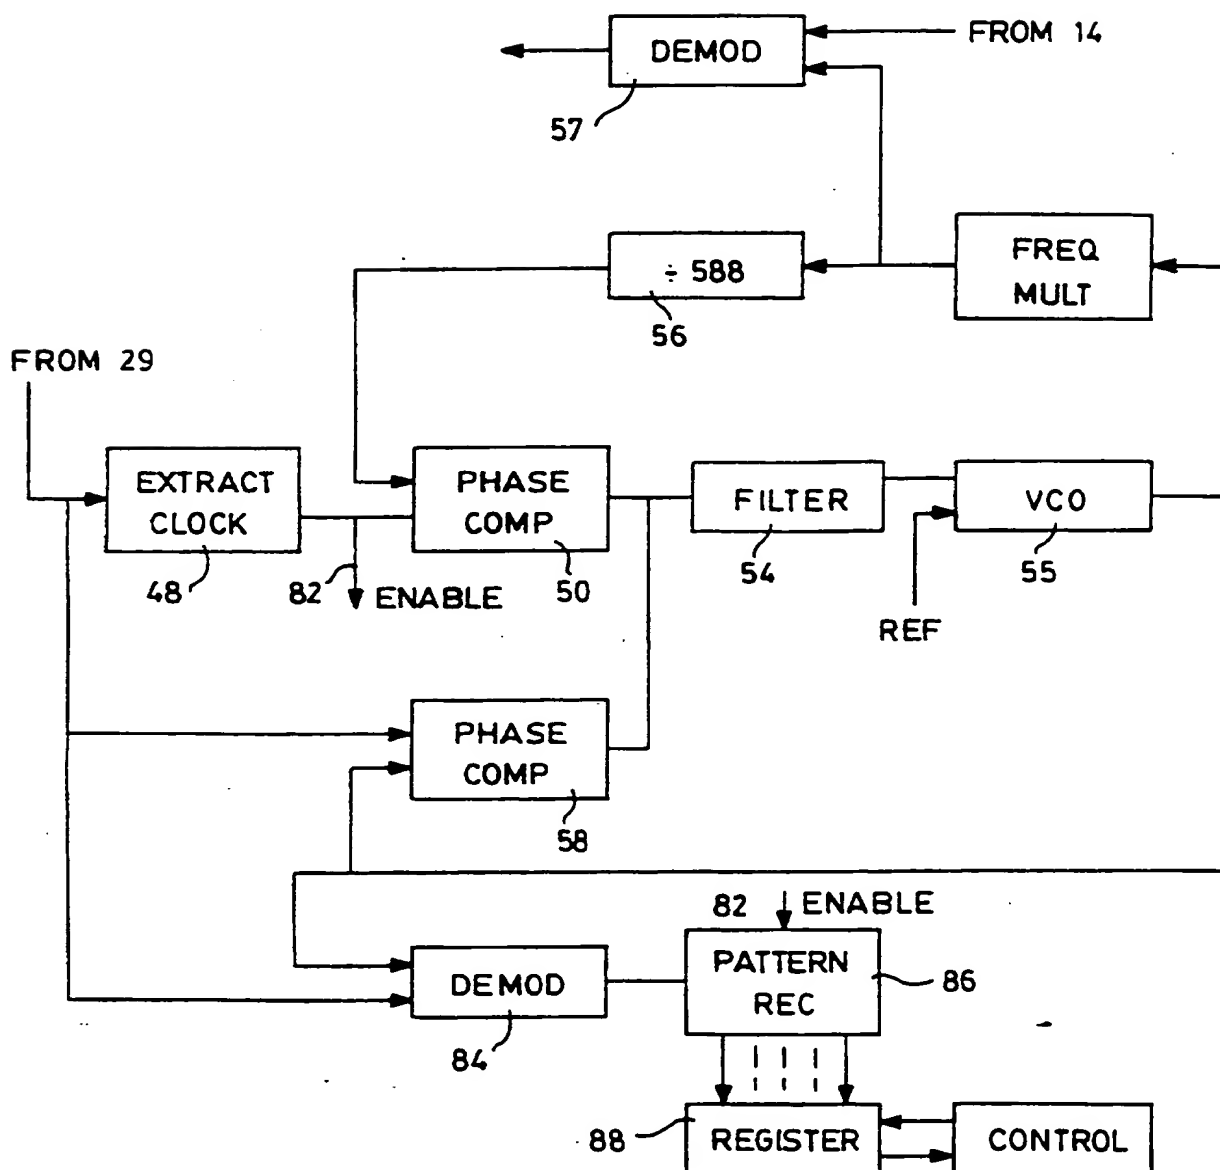 FROM 14
DEMOD
57
FREQ
MULT
÷ 588
56
FROM 29
EXTRACT
CLOCK
48
PHASE
COMP
50
FILTER
54
VCO
55
82
ENABLE
REF
PHASE
COMP
58
82
ENABLE
DEMOD
84
PATTERN
REC
86
88
REGISTER
CONTROL